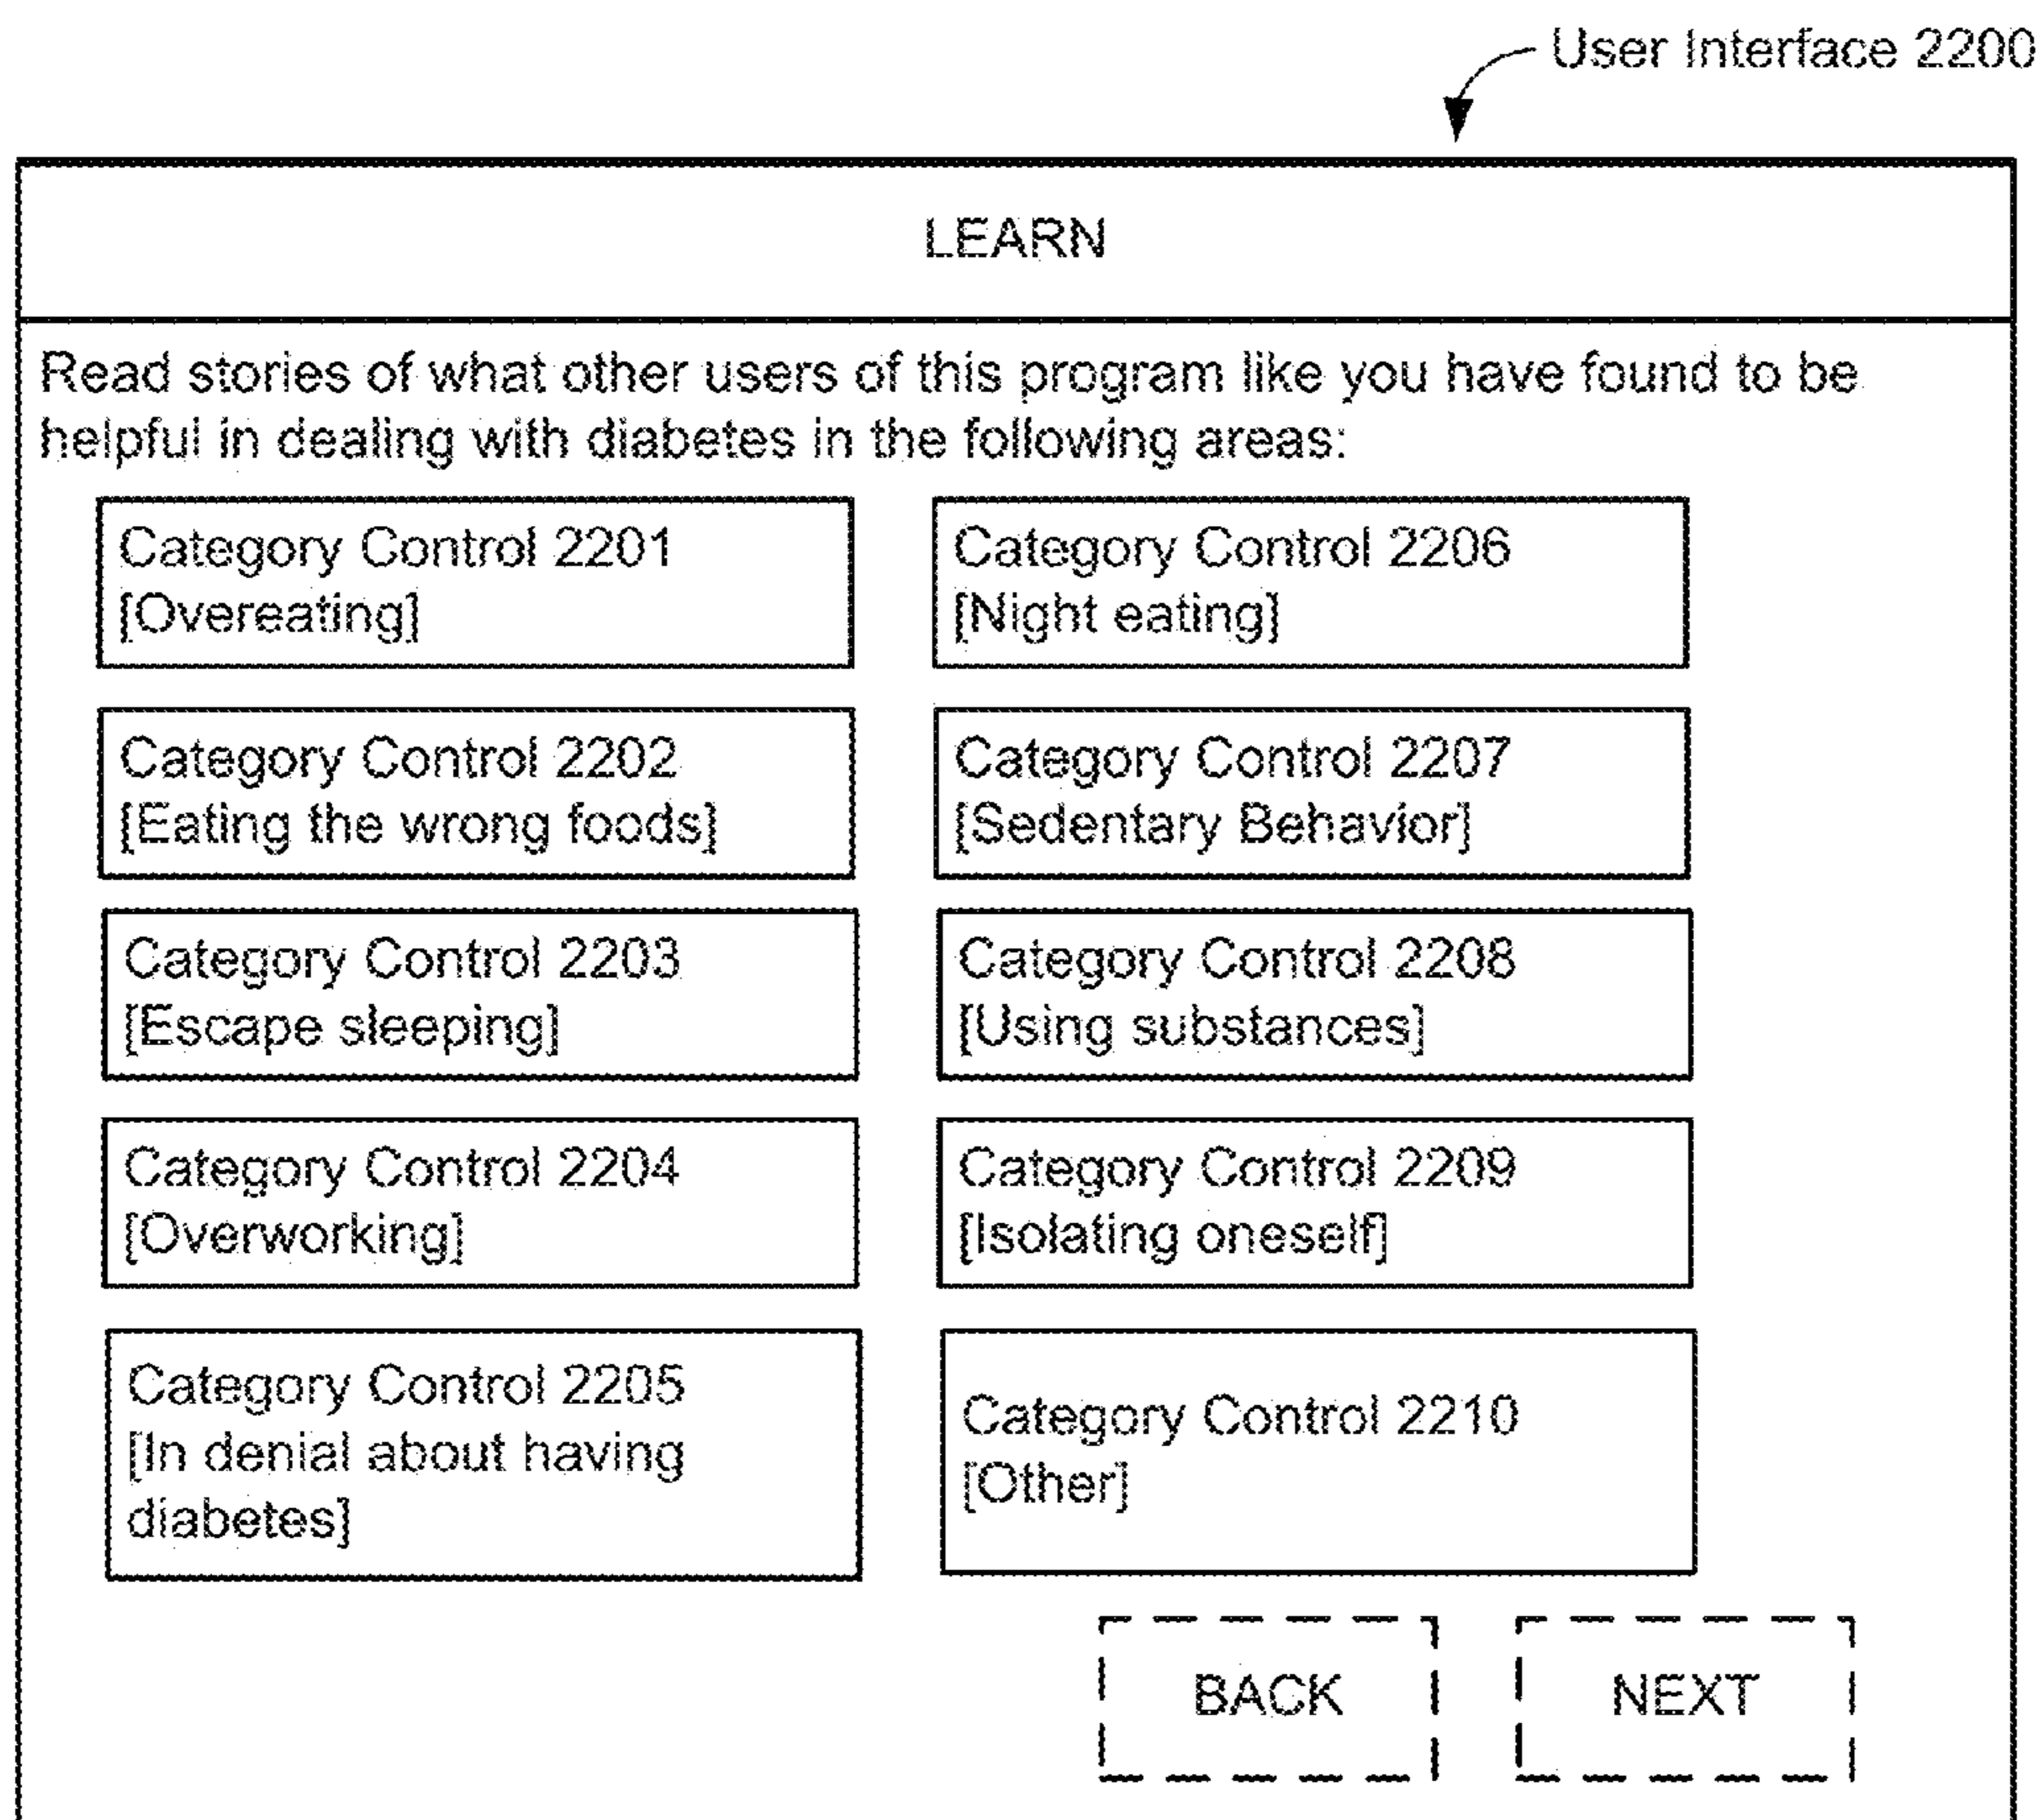 User Interface 2200
LEARN
Read stories of what other users of this program like you have found to be
helpful in dealing with diabetes in the following areas:
Category Control 2201
[Overeating]
Category Control 2206
[Night eating]
Category Control 2202
[Eating the wrong foods]
Category Control 2207
[Sedentary Behavior]
Category Control 2203
[Escape sleeping]
Category Control 2208
[Using substances]
Category Control 2204
[Overworking]
Category Control 2209
[Isolating oneself]
Category Control 2205
[In denial about having
diabetes]
Category Control 2210
[Other]
BACK
NEXT